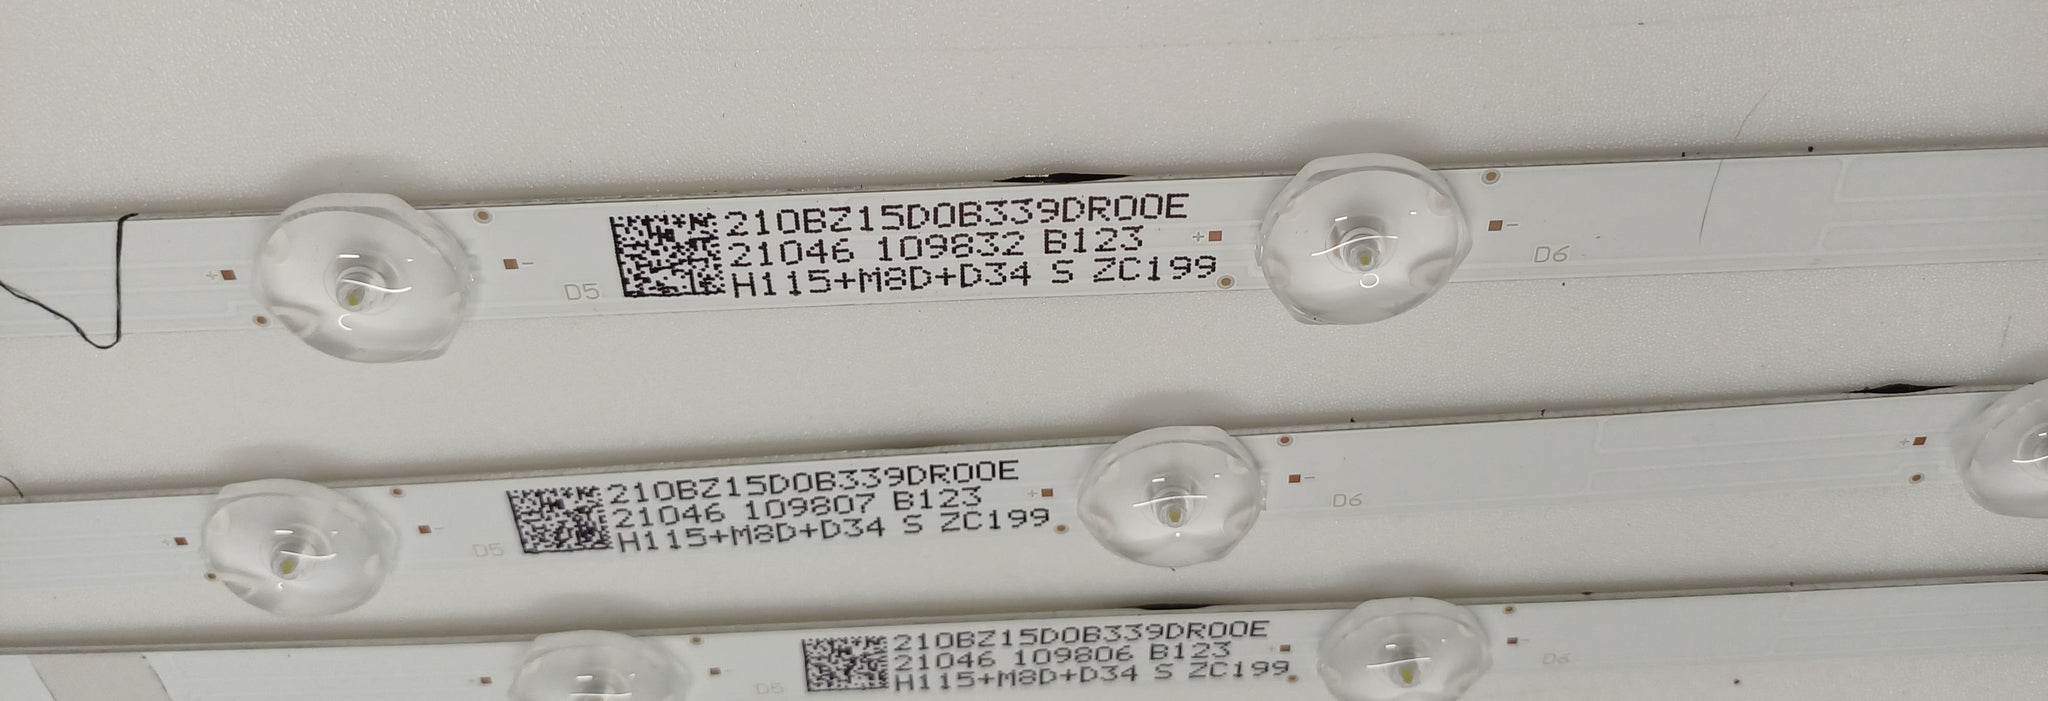 210BZ15D0B339DR00E
21046 109832 B123
H115+M8D+D34 S ZC199
+
-
D5
+
-
D6
210BZ15D0B339DR00E
21046 109807 B123
H115+M8D+D34 S ZC199
+
-
D5
+
-
D6
+
210BZ15D0B339DR00E
21046 109806 B123
H115+M8D+D34 S ZC199
+
-
D5
+
-
D6